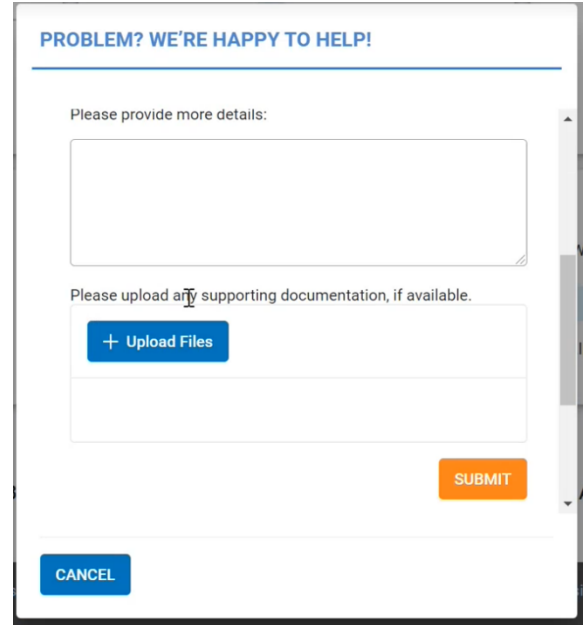 PROBLEM? WE’RE HAPPY TO HELP!
Please provide more details:
Please upload any supporting documentation, if available.
+ Upload Files
SUBMIT
CANCEL